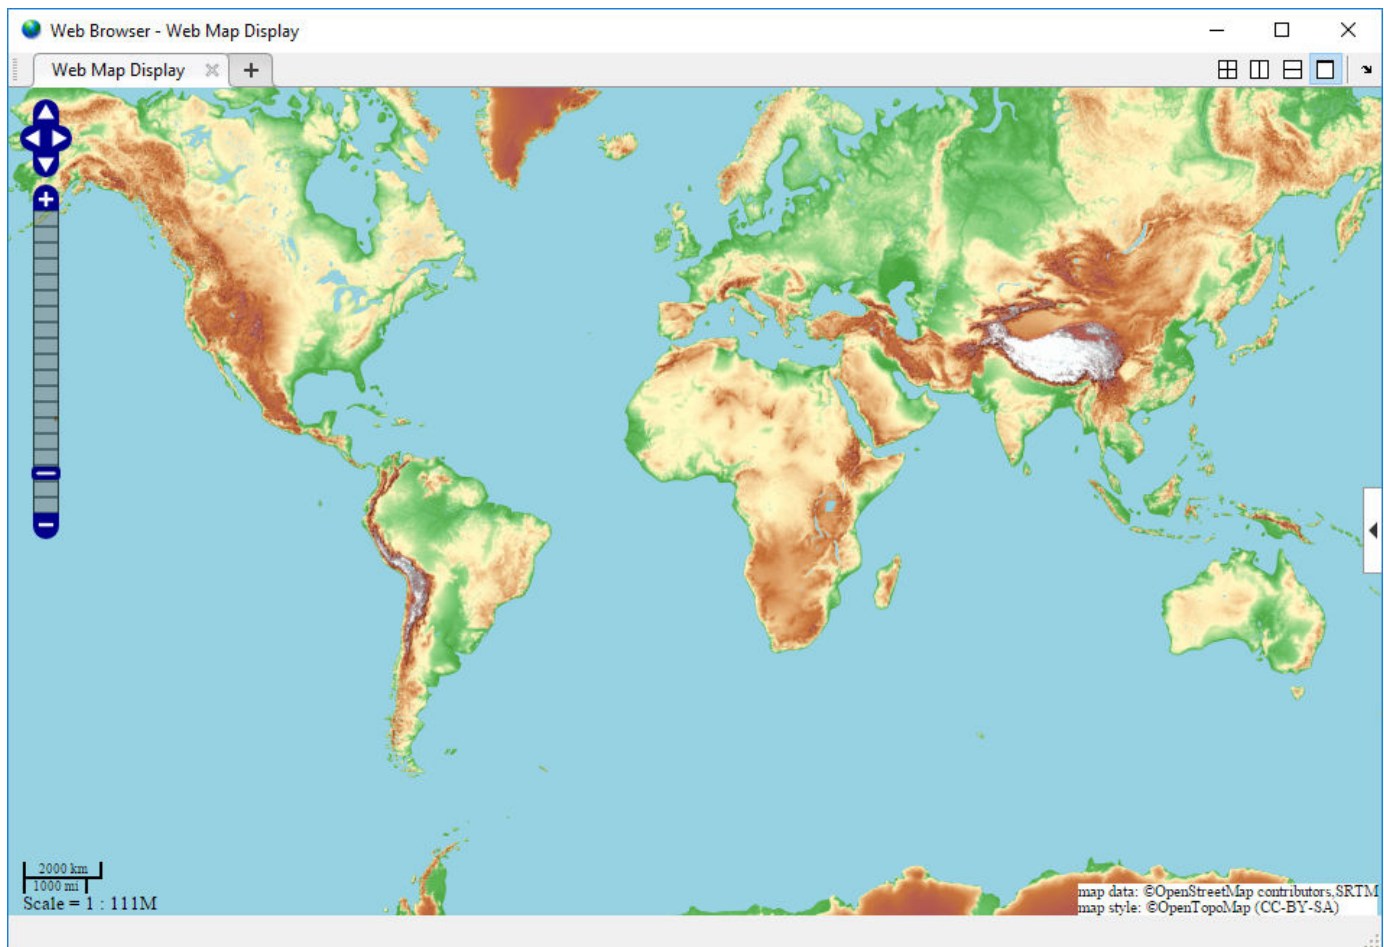 Web Browser - Web Map Display
Web Map Display
2000 km
1000 mi
Scale = 1 : 111M
map data: ©OpenStreetMap contributors,SRTM
map style: ©OpenTopoMap (CC-BY-SA)